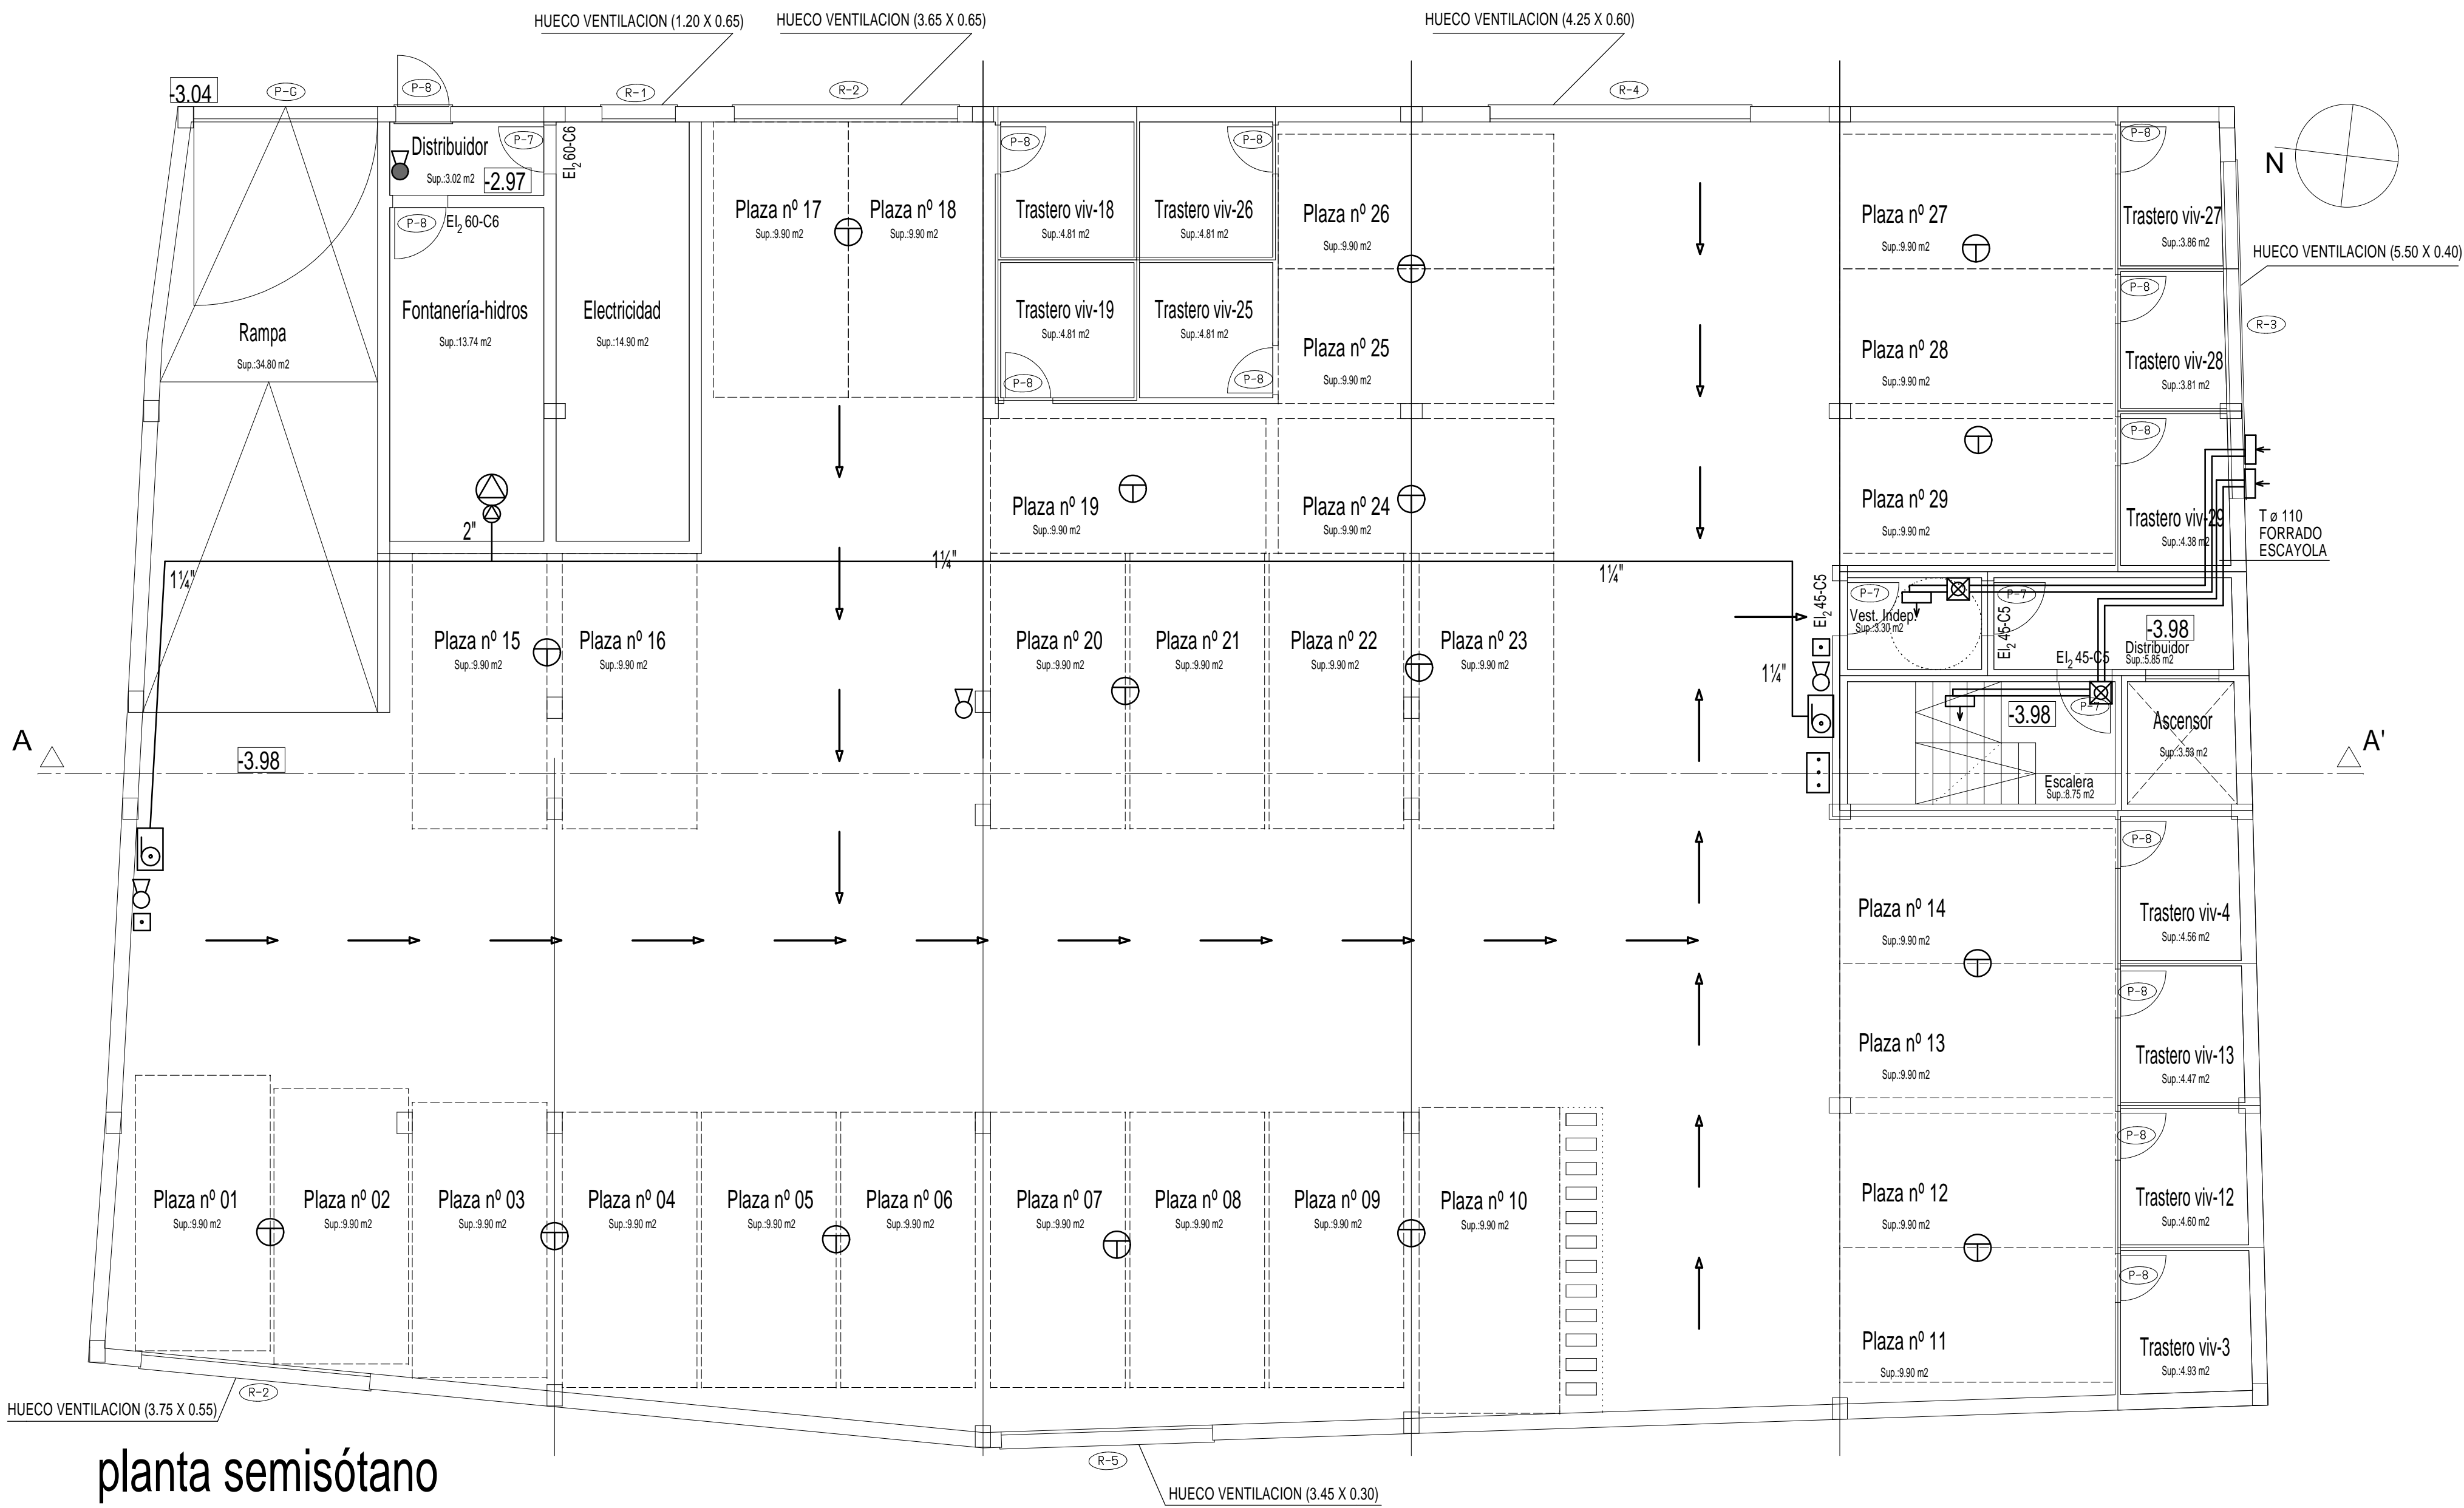 HUECO VENTILACION (1.20 X 0.65)
HUECO VENTILACION (3.65 X 0.65)
HUECO VENTILACION (4.25 X 0.60)
-3.04
P-G
P-8
R-1
R-2
R-4
Distribuidor
Sup.:3.02 m2
-2.97
P-7
EI2 60-C6
P-8
EI2 60-C6
Fontanería-hidros
Sup.:13.74 m2
Electricidad
Sup.:14.90 m2
Rampa
Sup.:34.80 m2
Plaza nº 17
Sup.:9.90 m2
Plaza nº 18
Sup.:9.90 m2
P-8
Trastero viv-18
Sup.:4.81 m2
P-8
Trastero viv-26
Sup.:4.81 m2
Trastero viv-19
Sup.:4.81 m2
P-8
Trastero viv-25
Sup.:4.81 m2
P-8
Plaza nº 26
Sup.:9.90 m2
Plaza nº 25
Sup.:9.90 m2
Plaza nº 27
Sup.:9.90 m2
P-8
Trastero viv-27
Sup.:3.86 m2
N
HUECO VENTILACION (5.50 X 0.40)
R-3
Plaza nº 28
Sup.:9.90 m2
P-8
Trastero viv-28
Sup.:3.81 m2
Plaza nº 19
Sup.:9.90 m2
Plaza nº 24
Sup.:9.90 m2
Plaza nº 29
Sup.:9.90 m2
P-8
Trastero viv-29
Sup.:4.38 m2
T ø 110
FORRADO
ESCAYOLA
2"
1¼"
1¼"
1¼"
1¼"
Plaza nº 15
Sup.:9.90 m2
Plaza nº 16
Sup.:9.90 m2
Plaza nº 20
Sup.:9.90 m2
Plaza nº 21
Sup.:9.90 m2
Plaza nº 22
Sup.:9.90 m2
Plaza nº 23
Sup.:9.90 m2
EI2 45-C5
P-7
Vest. Indep.
Sup.:3.30 m2
EI2 45-C5
P-7
-3.98
Distribuidor
Sup.:5.85 m2
EI2 45-C5
P-7
-3.98
Escalera
Sup.:8.75 m2
Ascensor
Sup.:3.53 m2
A
-3.98
A'
Plaza nº 14
Sup.:9.90 m2
P-8
Trastero viv-4
Sup.:4.56 m2
Plaza nº 13
Sup.:9.90 m2
P-8
Trastero viv-13
Sup.:4.47 m2
Plaza nº 12
Sup.:9.90 m2
P-8
Trastero viv-12
Sup.:4.60 m2
Plaza nº 11
Sup.:9.90 m2
P-8
Trastero viv-3
Sup.:4.93 m2
Plaza nº 01
Sup.:9.90 m2
Plaza nº 02
Sup.:9.90 m2
Plaza nº 03
Sup.:9.90 m2
Plaza nº 04
Sup.:9.90 m2
Plaza nº 05
Sup.:9.90 m2
Plaza nº 06
Sup.:9.90 m2
Plaza nº 07
Sup.:9.90 m2
Plaza nº 08
Sup.:9.90 m2
Plaza nº 09
Sup.:9.90 m2
Plaza nº 10
Sup.:9.90 m2
R-2
HUECO VENTILACION (3.75 X 0.55)
R-5
HUECO VENTILACION (3.45 X 0.30)
planta semisótano